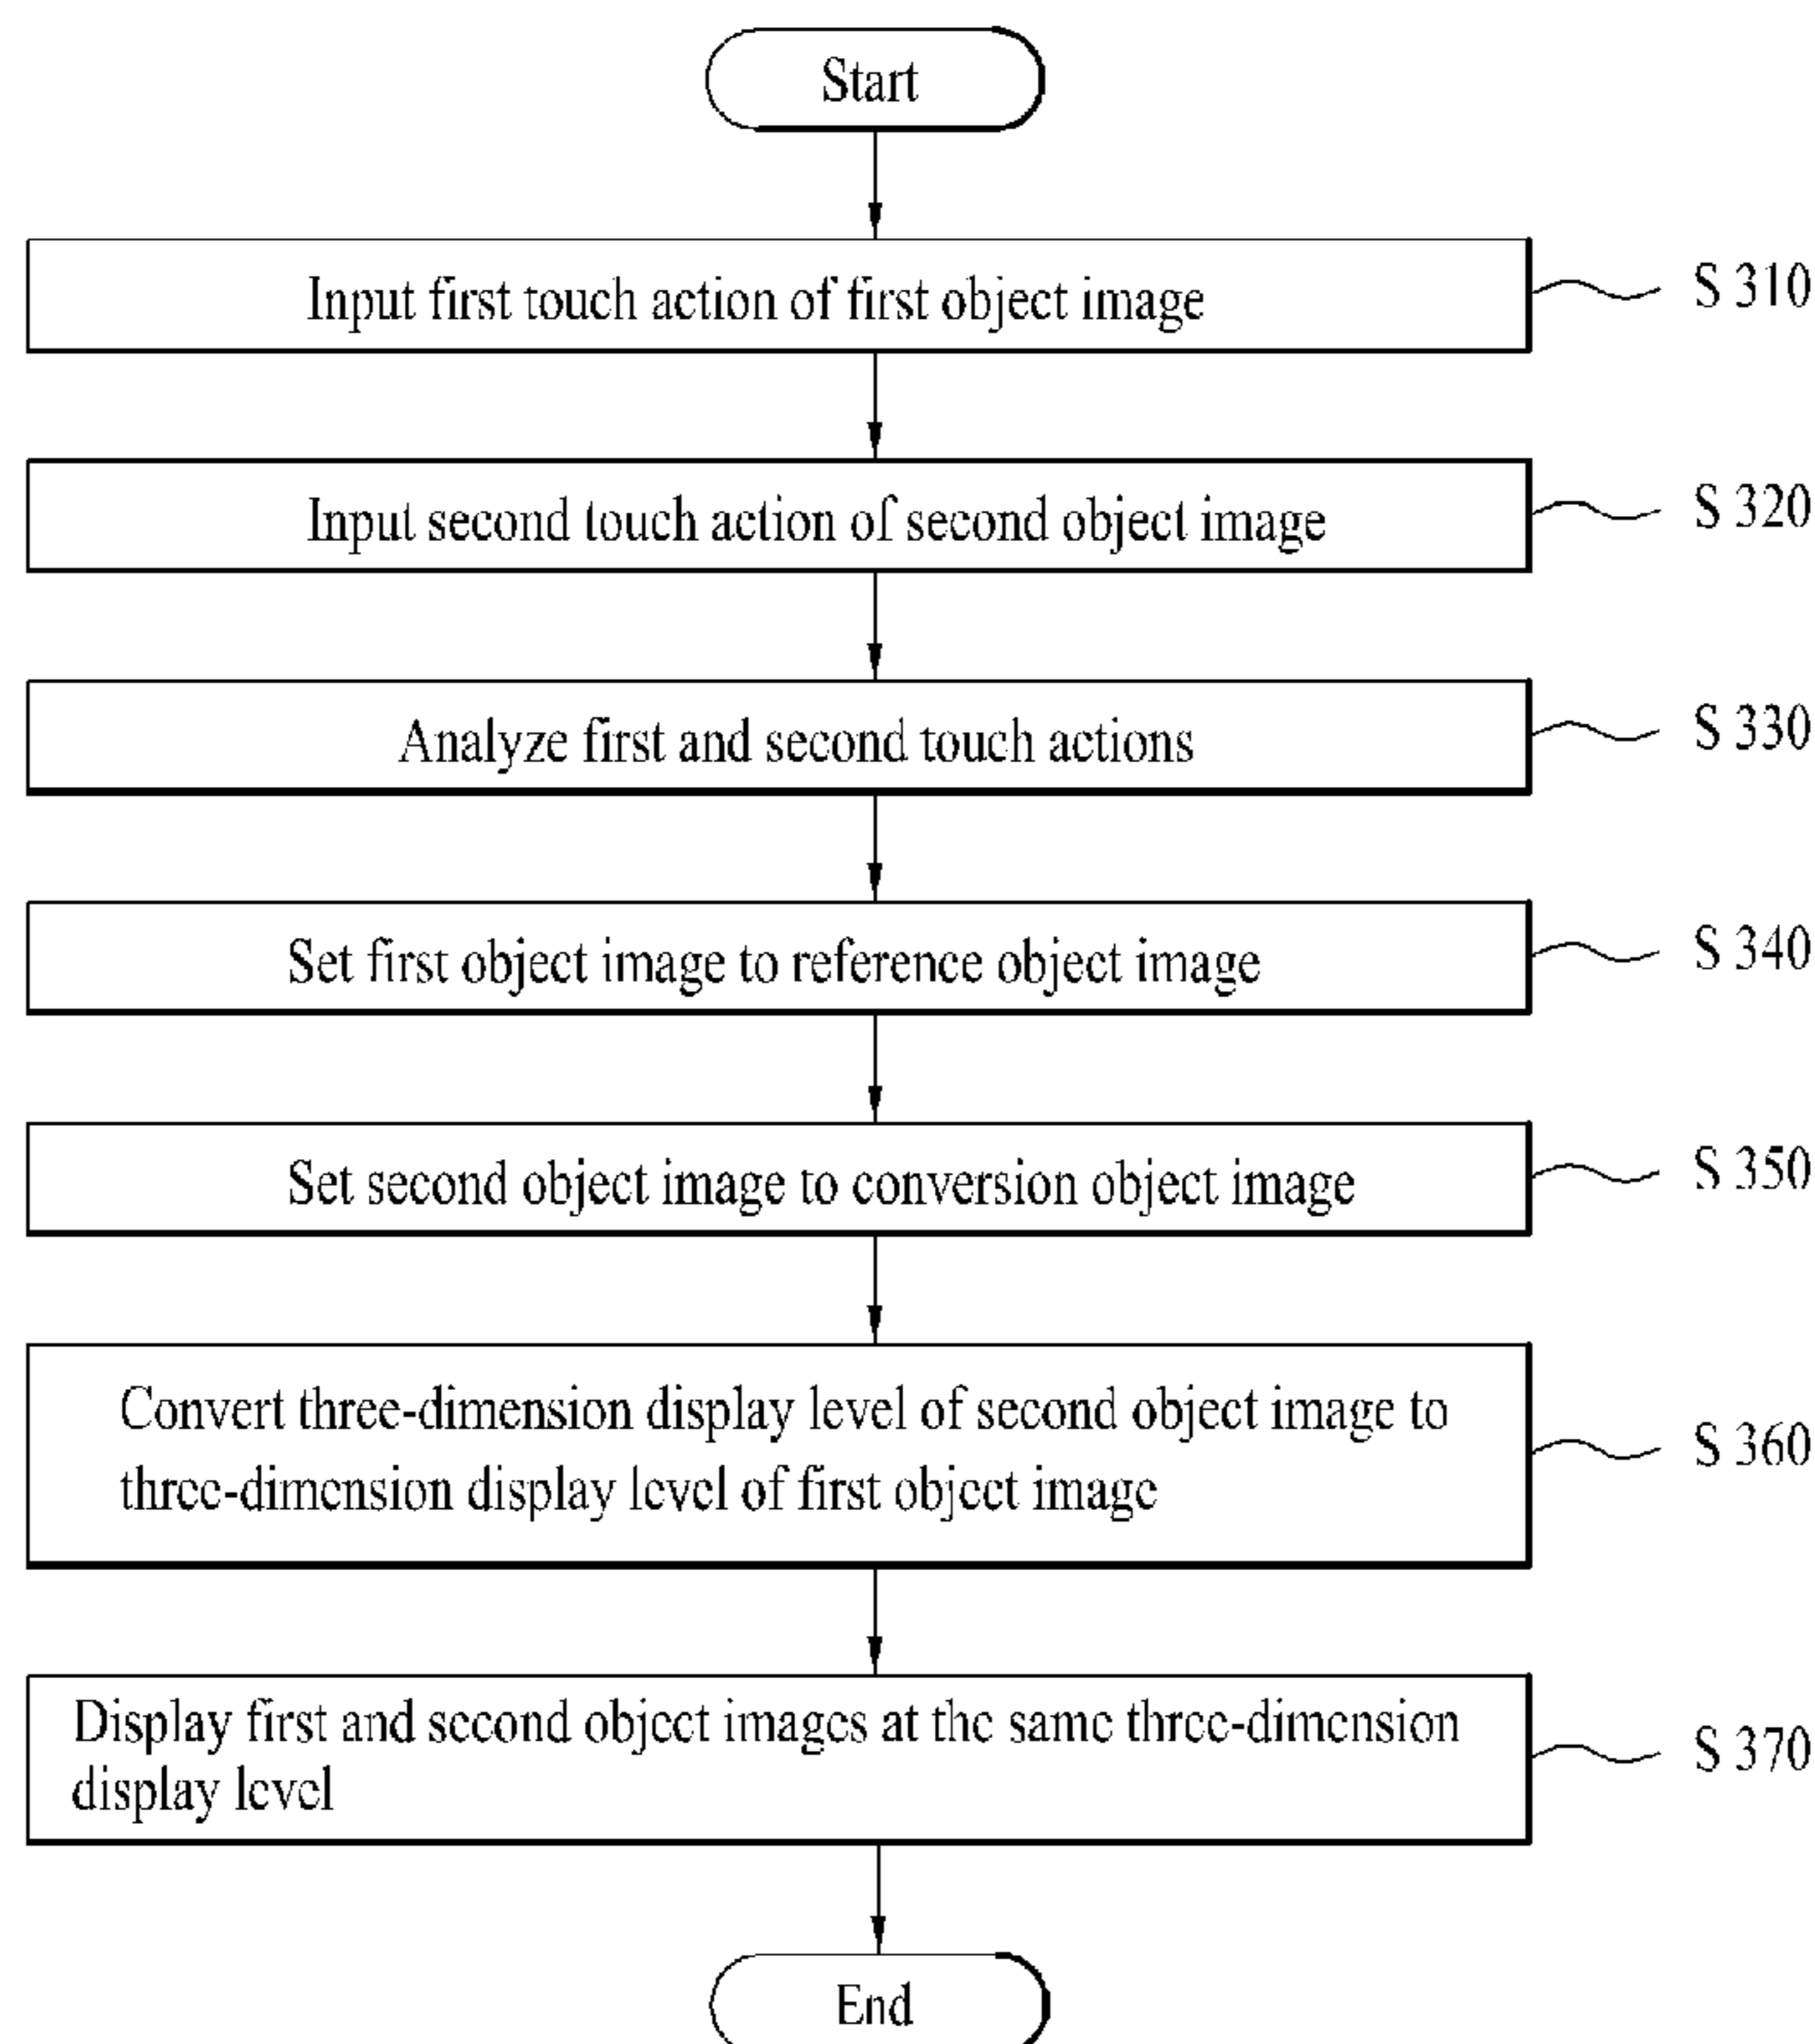 Start
Input first touch action of first object image
S 310
Input second touch action of second object image
S 320
Analyze first and second touch actions
S 330
Set first object image to reference object image
S 340
Set second object image to conversion object image
S 350
Convert three-dimension display level of second object image to
three-dimension display level of first object image
S 360
Display first and second object images at the same three-dimension
display level
S 370
End